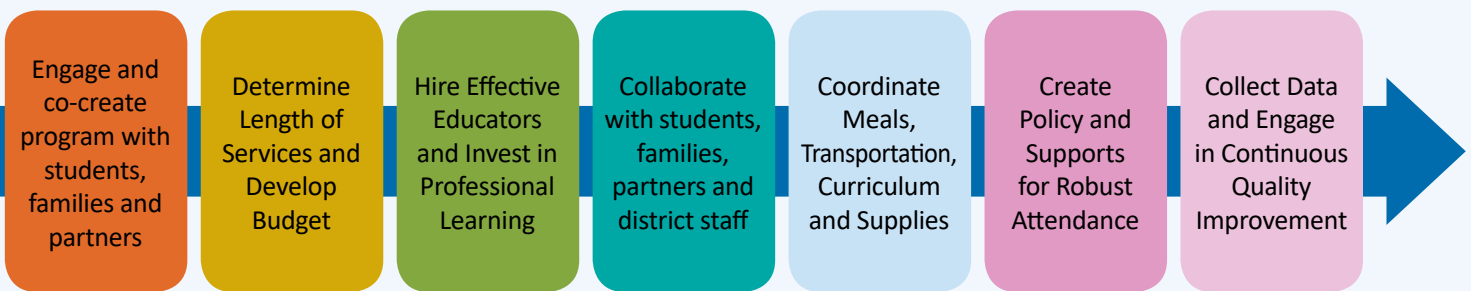 Engage and
co-create
program with
students,
families and
partners
Determine
Length of
Services and
Develop
Budget
Hire Effective
Educators
and Invest in
Professional
Learning
Collaborate
with students,
families,
partners and
district staff
Coordinate
Meals,
Transportation,
Curriculum
and Supplies
Create
Policy and
Supports
for Robust
Attendance
Collect Data
and Engage
in Continuous
Quality
Improvement